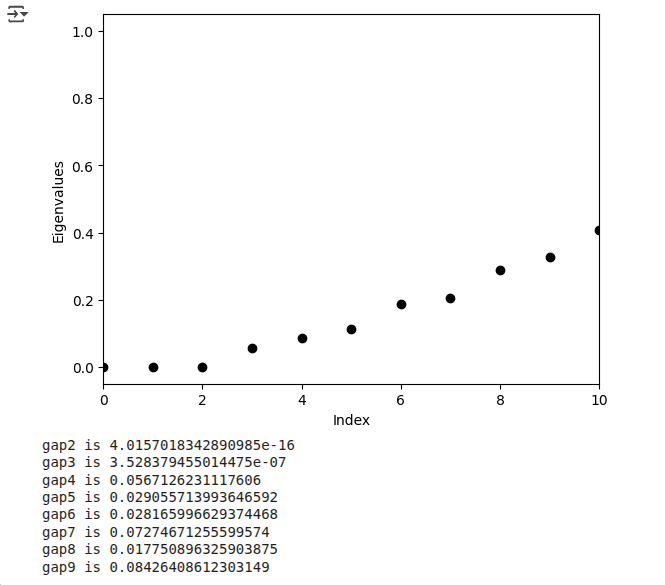 1.0
0.8
0.6
0.4
0.2
0.0
Eigenvalues
0 2 4 6 8 10
Index
gap2 is 4.0157018342890985e-16
gap3 is 3.528379455014475e-07
gap4 is 0.0567126231117606
gap5 is 0.029055713993646592
gap6 is 0.028165996629374468
gap7 is 0.07274671255599574
gap8 is 0.017750896325903875
gap9 is 0.08426408612303149